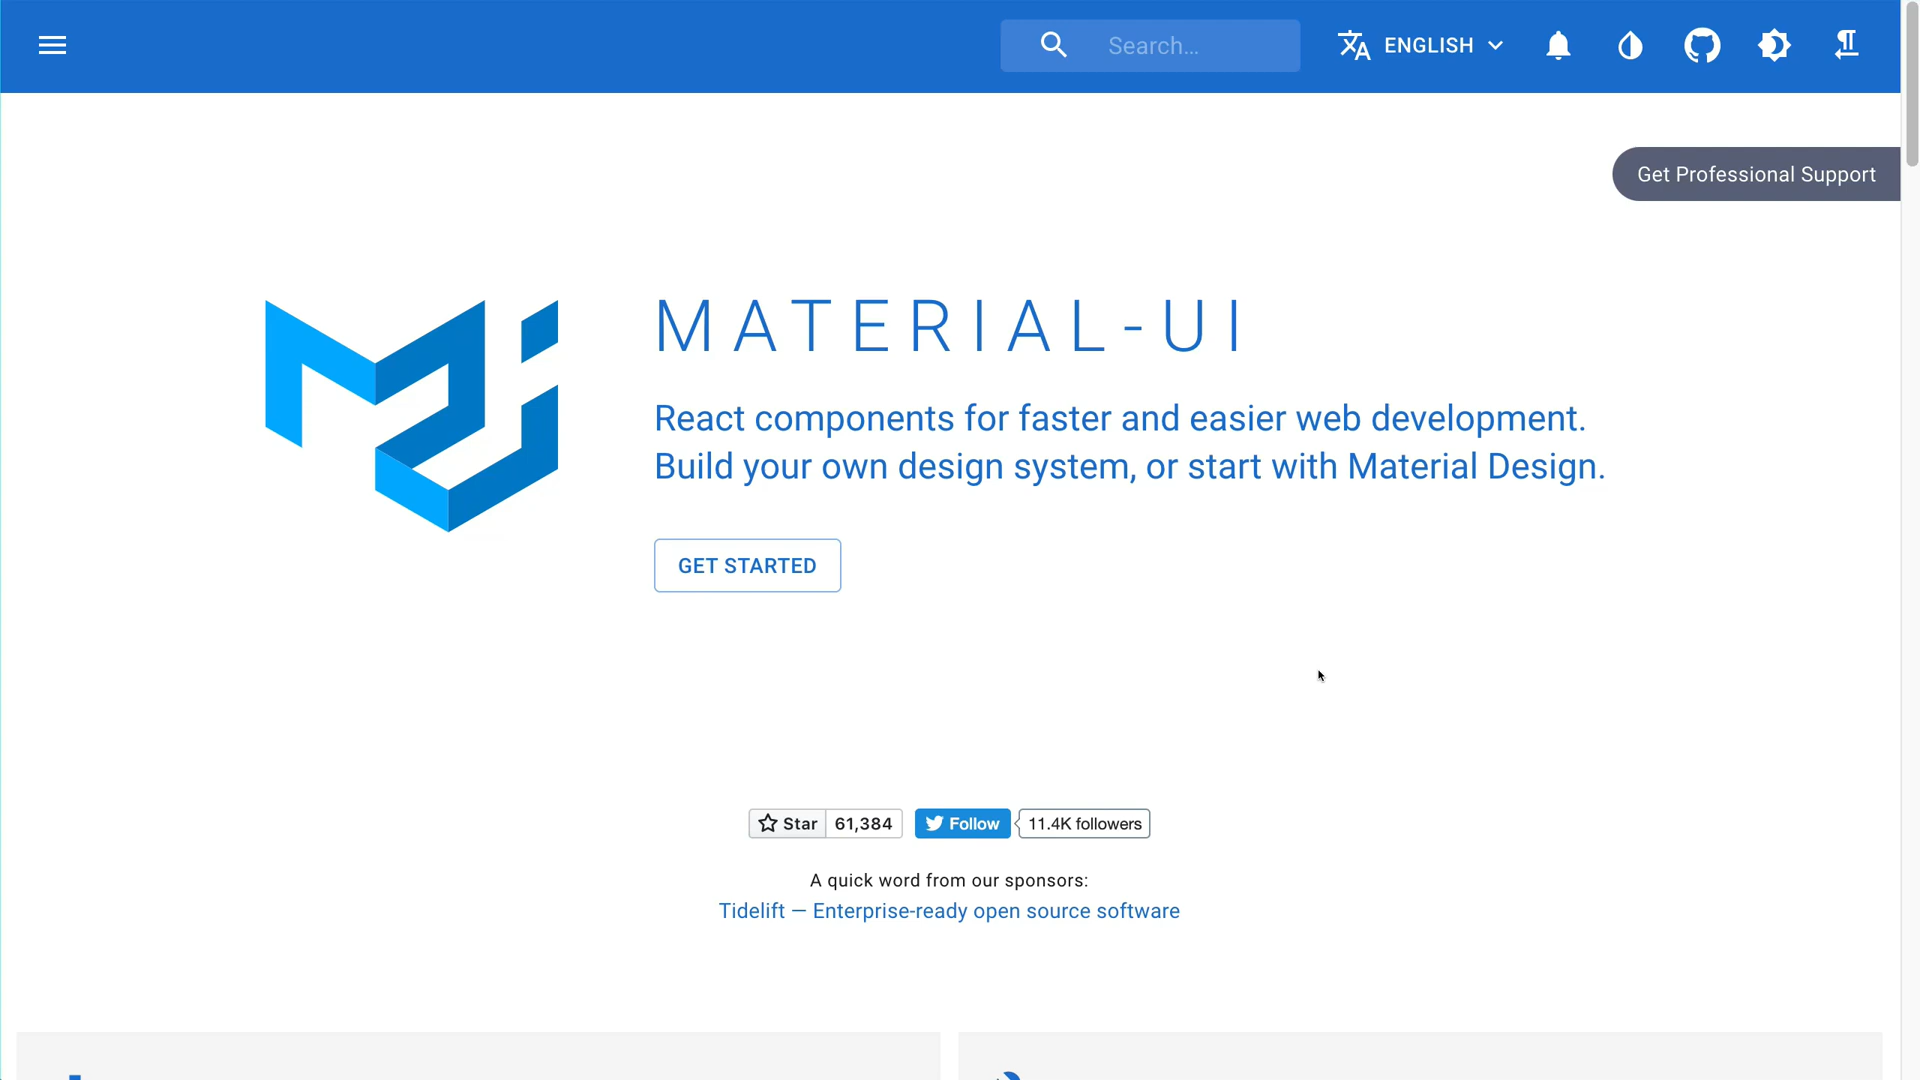 Search…
ENGLISH
Get Professional Support
MATERIAL-UI
React components for faster and easier web development.
Build your own design system, or start with Material Design.
GET STARTED
Star 61,384
Follow 11.4K followers
A quick word from our sponsors:
Tidelift — Enterprise-ready open source software